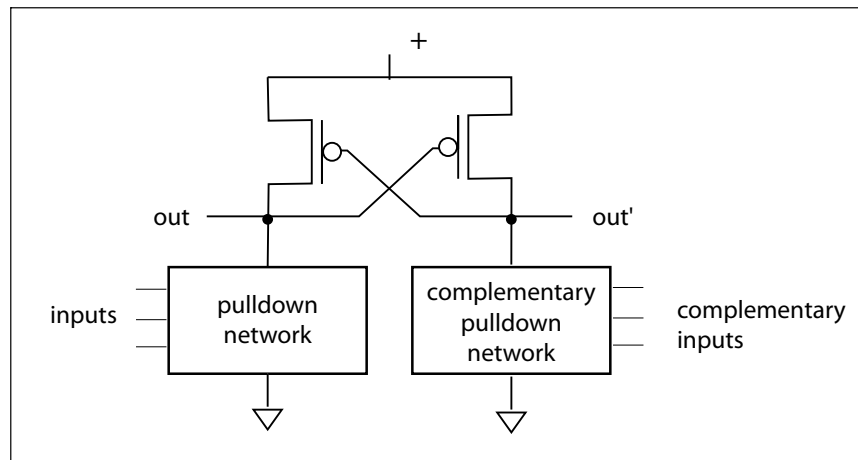 +
out
out'
inputs
pulldown
network
complementary
pulldown
network
complementary
inputs